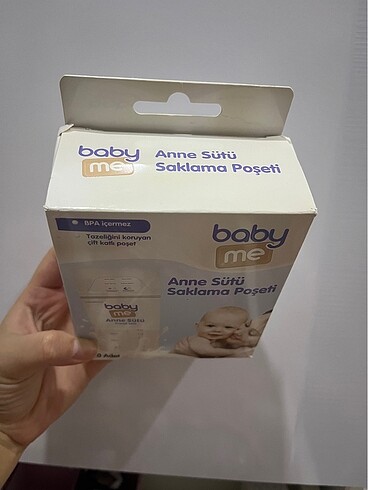 baby
me
Anne Sütü
Saklama Poşeti
BPA içermez
Tazeliğini koruyan
çift katlı poşet
baby
me
Anne Sütü
Saklama Poşeti
baby
me
Anne Sütü